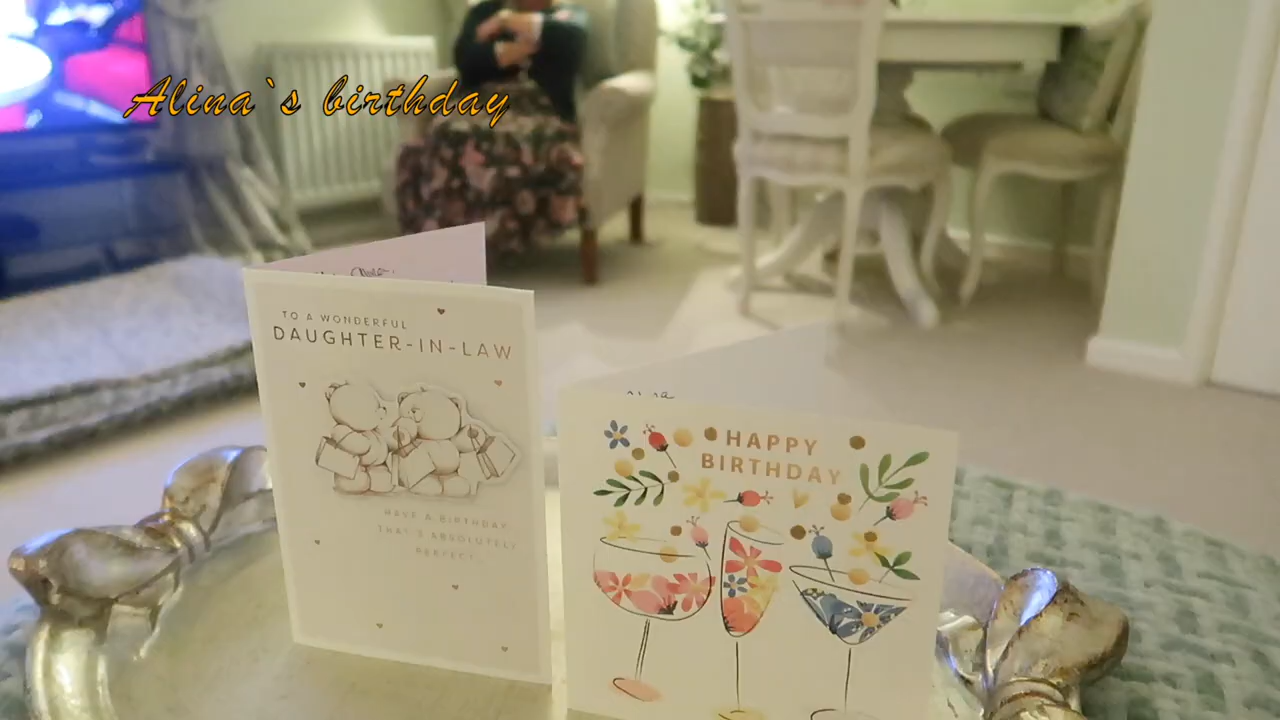 Alina`s birthday
TO A WONDERFUL
DAUGHTER-IN-LAW
HAVE A BIRTHDAY
THAT'S ABSOLUTELY
PERFECT!
HAPPY
BIRTHDAY